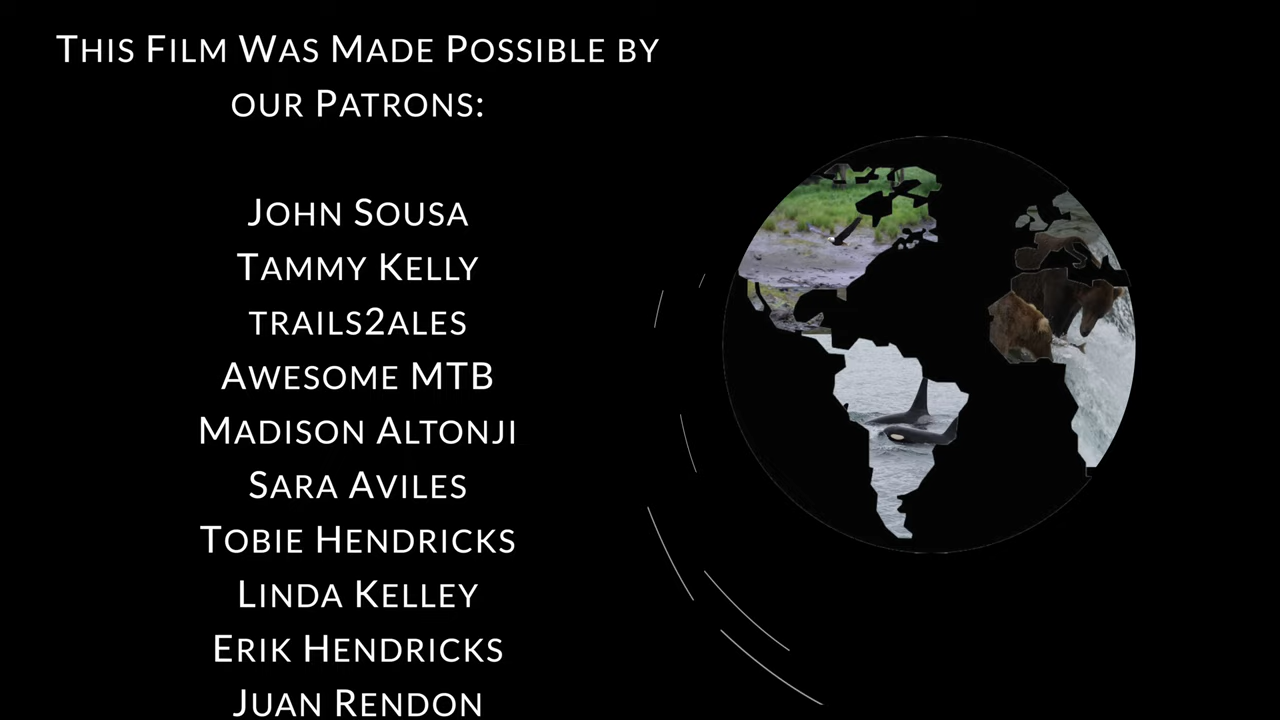 This Film Was Made Possible by
our Patrons:
John Sousa
Tammy Kelly
trails2ales
Awesome MTB
Madison Altonji
Sara Aviles
Tobie Hendricks
Linda Kelley
Erik Hendricks
Juan Rendon